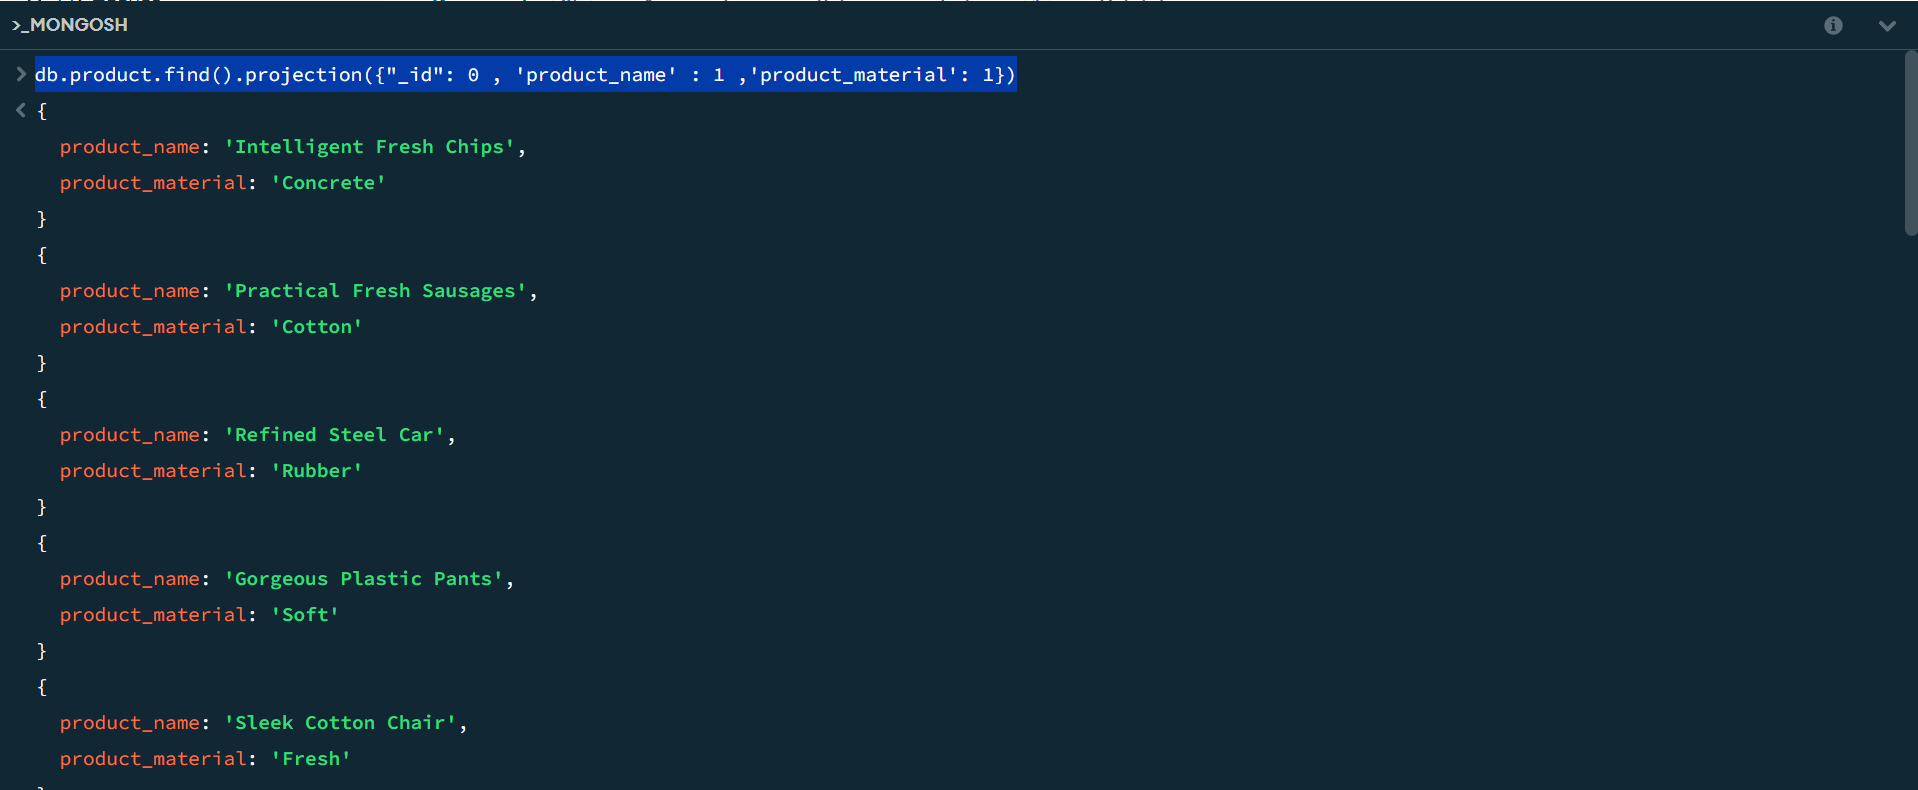 >_MONGOSH
> db.product.find().projection({"_id": 0 , 'product_name' : 1 ,'product_material': 1})
< {
product_name: 'Intelligent Fresh Chips',
product_material: 'Concrete'
}
{
product_name: 'Practical Fresh Sausages',
product_material: 'Cotton'
}
{
product_name: 'Refined Steel Car',
product_material: 'Rubber'
}
{
product_name: 'Gorgeous Plastic Pants',
product_material: 'Soft'
}
{
product_name: 'Sleek Cotton Chair',
product_material: 'Fresh'